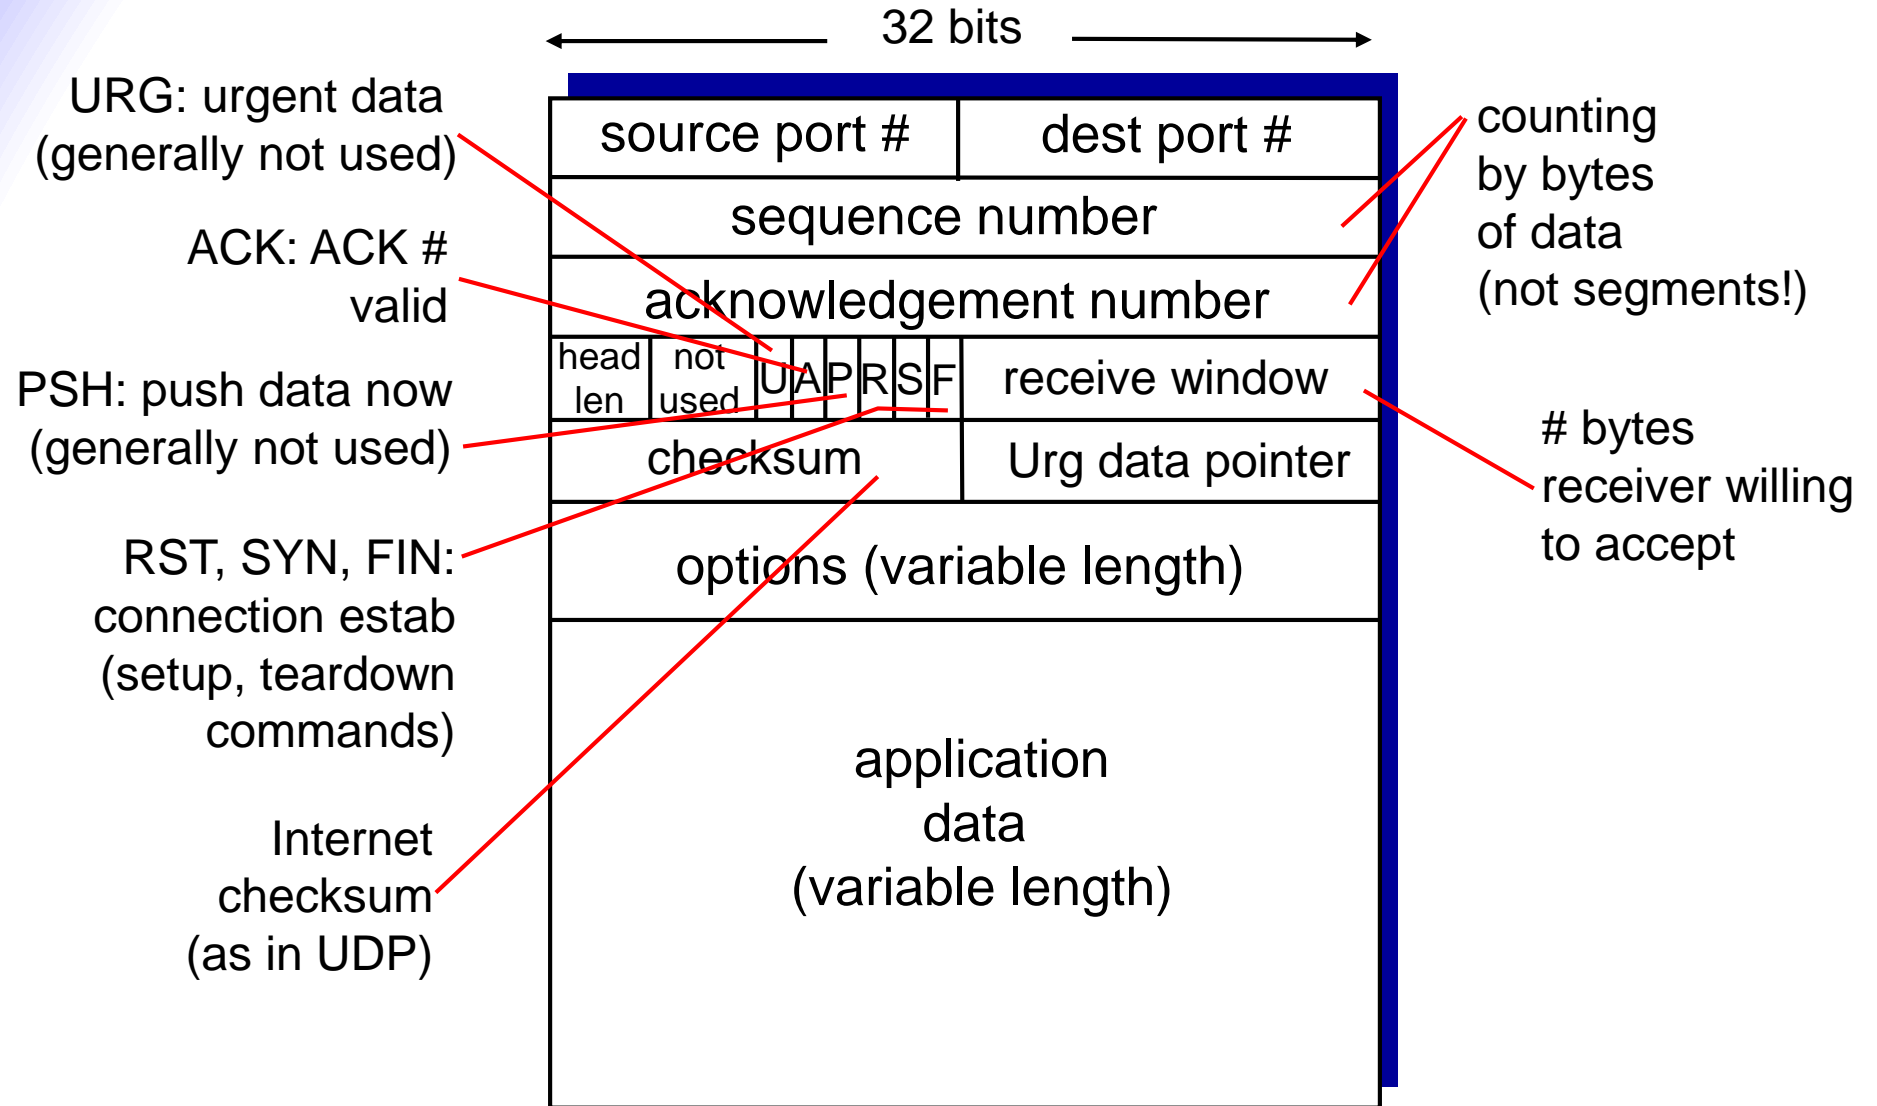 32 bits
URG: urgent data
(generally not used)
ACK: ACK #
valid
PSH: push data now
(generally not used)
RST, SYN, FIN:
connection estab
(setup, teardown
commands)
Internet
checksum
(as in UDP)
source port #
dest port #
sequence number
acknowledgement number
head
len
not
used
U
A
P
R
S
F
receive window
checksum
Urg data pointer
options (variable length)
application
data
(variable length)
counting
by bytes
of data
(not segments!)
# bytes
receiver willing
to accept